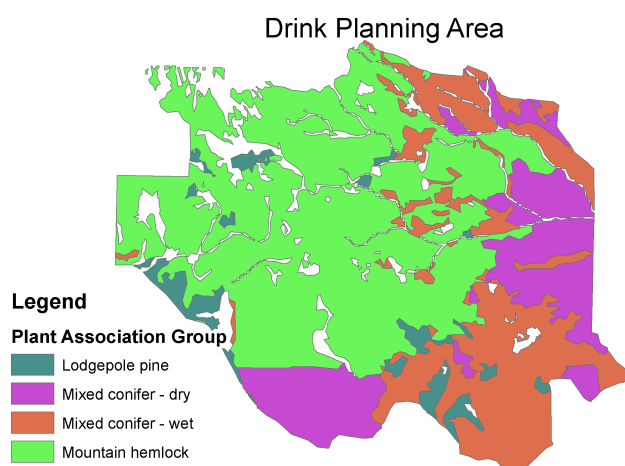 Drink Planning Area
Legend
Plant Association Group
Lodgepole pine
Mixed conifer - dry
Mixed conifer - wet
Mountain hemlock